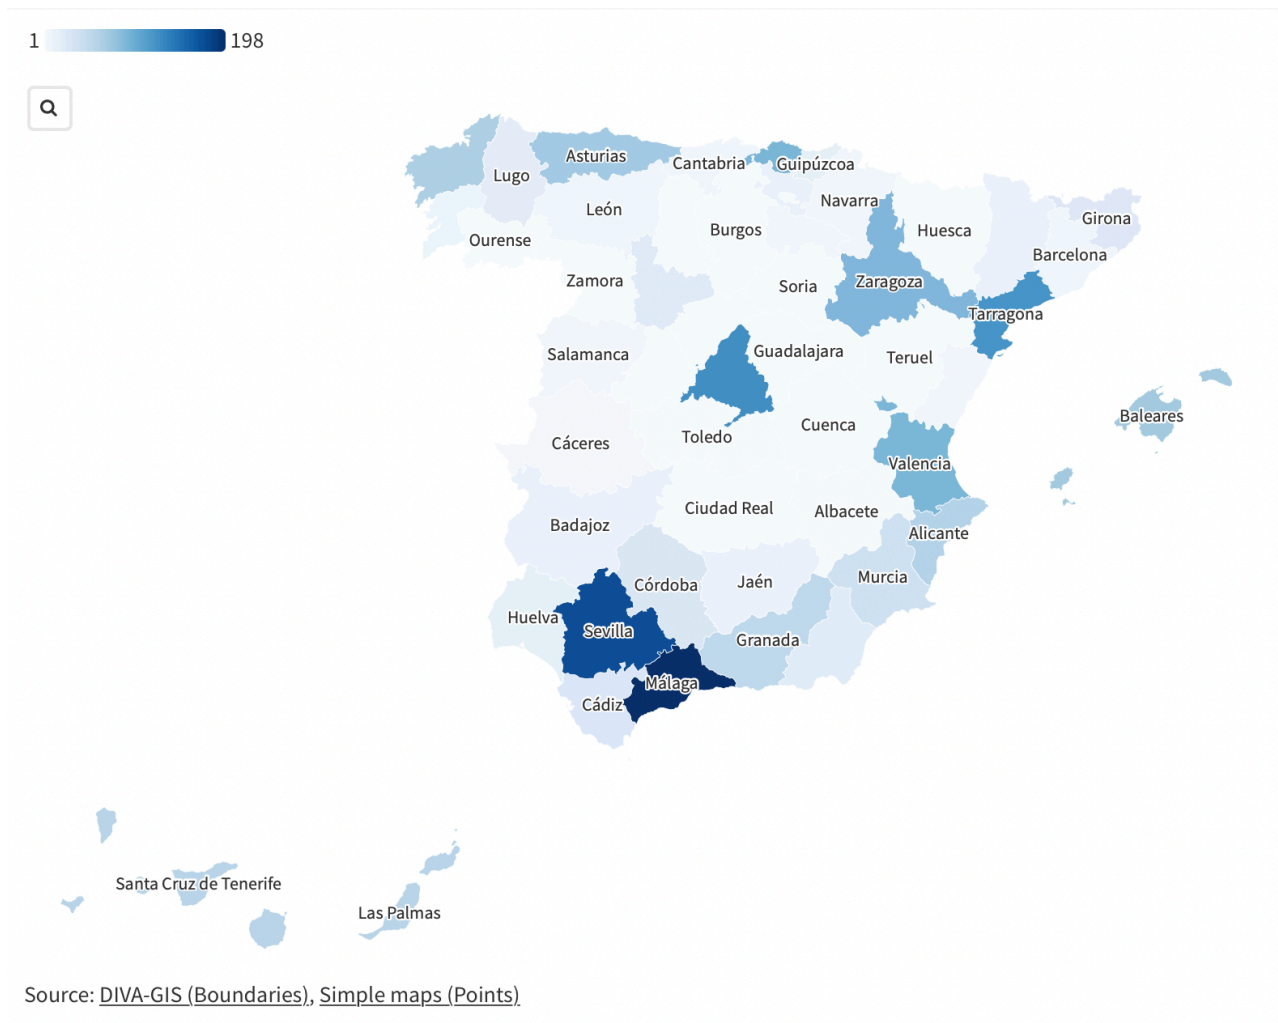 1 198
Asturias
Cantabria
Guipúzcoa
Lugo
Navarra
León
Girona
Burgos
Huesca
Ourense
Barcelona
Zamora
Soria
Zaragoza
Tarragona
Guadalajara
Salamanca
Teruel
Baleares
Cuenca
Toledo
Cáceres
Valencia
Ciudad Real
Albacete
Badajoz
Alicante
Murcia
Jaén
Córdoba
Huelva
Sevilla
Granada
Málaga
Cádiz
Santa Cruz de Tenerife
Las Palmas
Source: DIVA-GIS (Boundaries), Simple maps (Points)